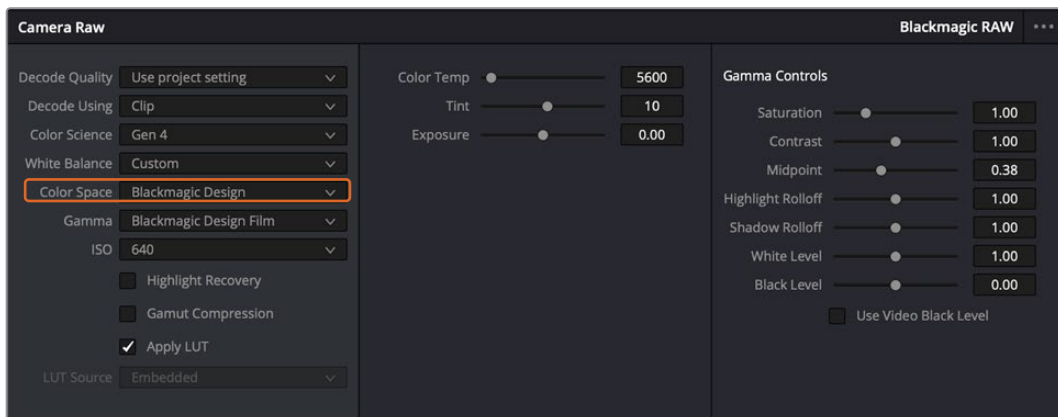 Camera Raw
Blackmagic RAW
Decode Quality Use project setting
Decode Using Clip
Color Science Gen 4
White Balance Custom
Color Space Blackmagic Design
Gamma Blackmagic Design Film
ISO 640
Highlight Recovery
Gamut Compression
Apply LUT
LUT Source Embedded
Color Temp 5600
Tint 10
Exposure 0.00
Gamma Controls
Saturation 1.00
Contrast 1.00
Midpoint 0.38
Highlight Rolloff 1.00
Shadow Rolloff 1.00
White Level 1.00
Black Level 0.00
Use Video Black Level